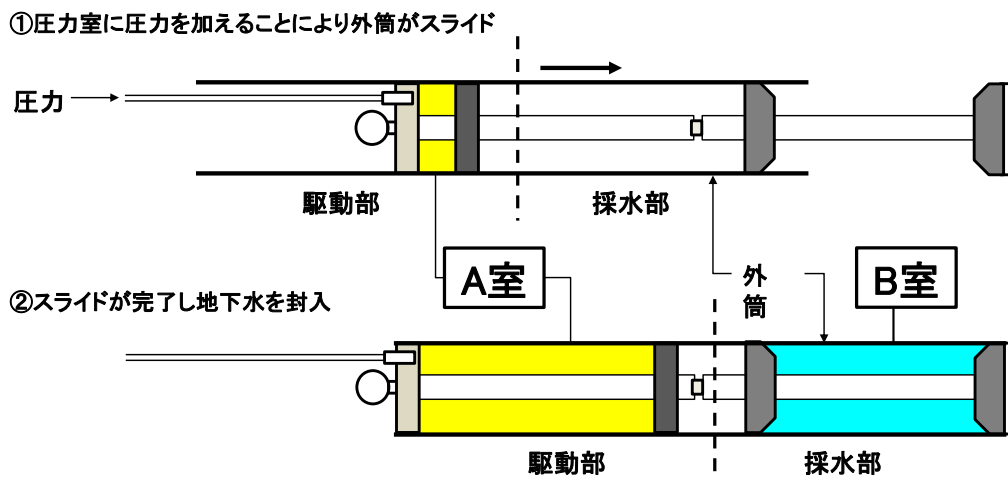 ①圧力室に圧力を加えることにより外筒がスライド
圧力
駆動部
採水部
A室
外筒
B室
②スライドが完了し地下水を封入
駆動部
採水部